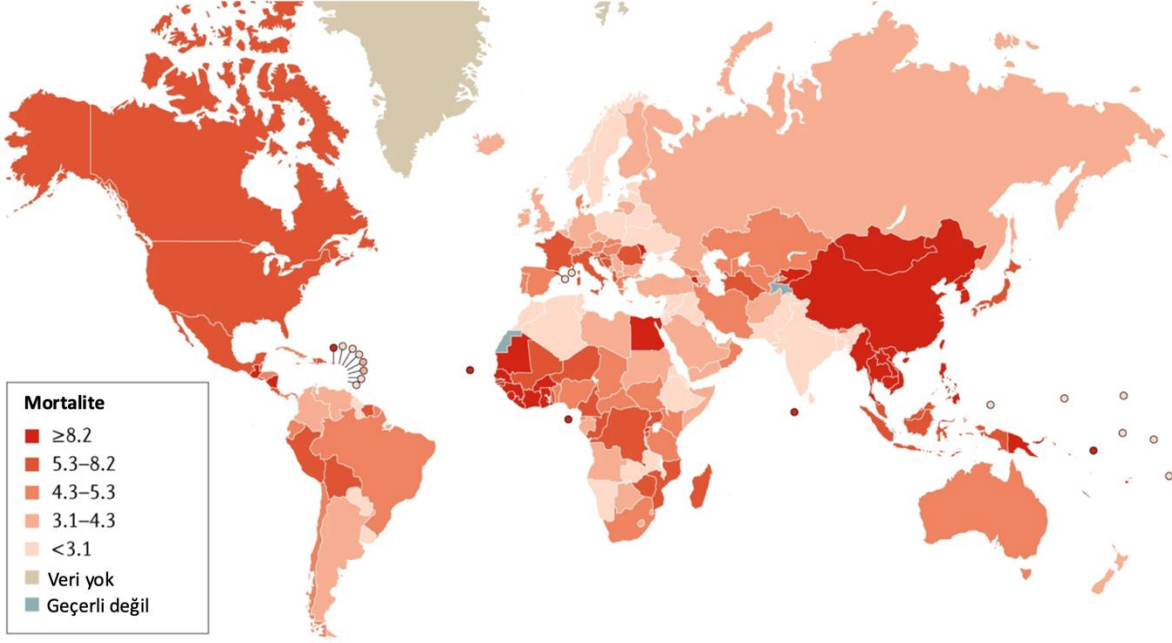 Mortalite
≥8.2
5.3–8.2
4.3–5.3
3.1–4.3
<3.1
Veri yok
Geçerli değil